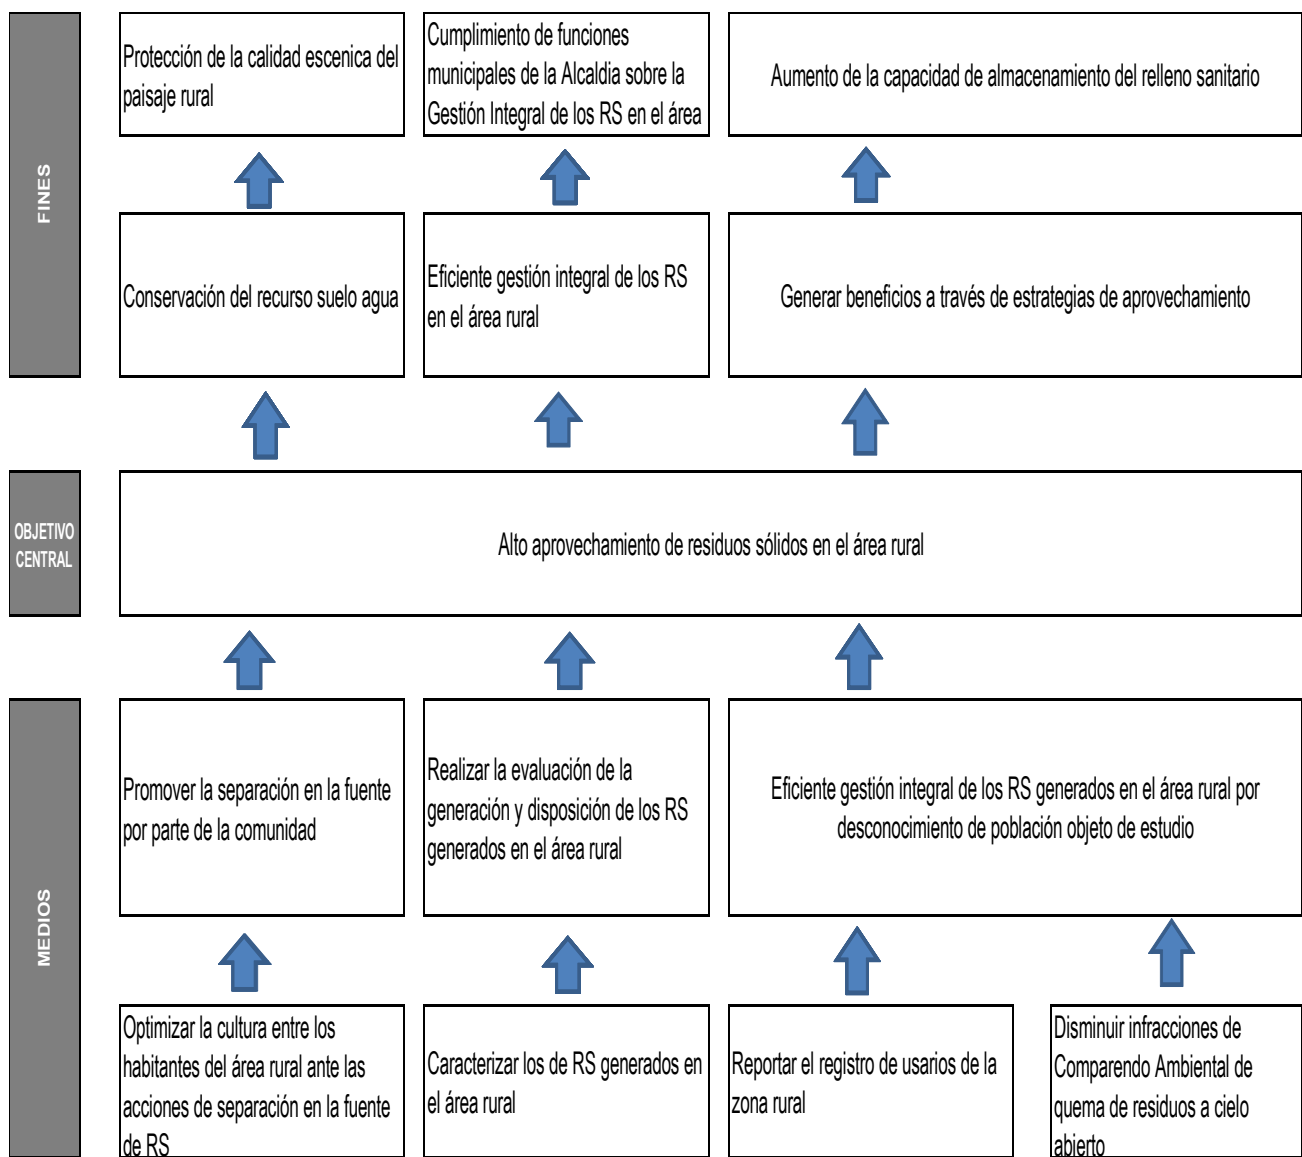 FINES
Protección de la calidad escenica del
paisaje rural
Cumplimiento de funciones
municipales de la Alcaldia sobre la
Gestión Integral de los RS en el área
Aumento de la capacidad de almacenamiento del relleno sanitario
Conservación del recurso suelo agua
Eficiente gestión integral de los RS
en el área rural
Generar beneficios a través de estrategias de aprovechamiento
OBJETIVO
CENTRAL
Alto aprovechamiento de residuos sólidos en el área rural
MEDIOS
Promover la separación en la fuente
por parte de la comunidad
Realizar la evaluación de la
generación y disposición de los RS
generados en el área rural
Eficiente gestión integral de los RS generados en el área rural por
desconocimiento de población objeto de estudio
Optimizar la cultura entre los
habitantes del área rural ante las
acciones de separación en la fuente
de RS
Caracterizar los de RS generados en
el área rural
Reportar el registro de usarios de la
zona rural
Disminuir infracciones de
Comparendo Ambiental de
quema de residuos a cielo
abierto